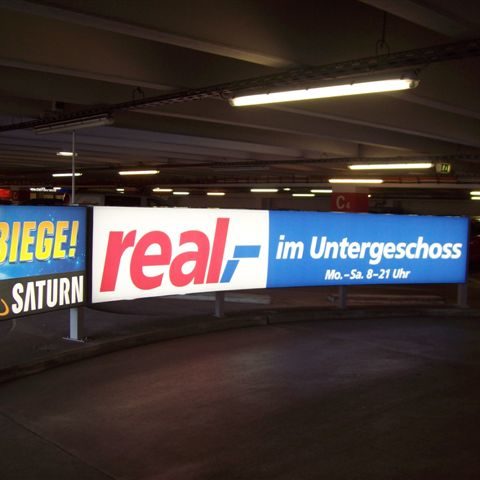 BIEGE!
SATURN
real,-
im Untergeschoss
Mo.-Sa. 8-21 Uhr
C